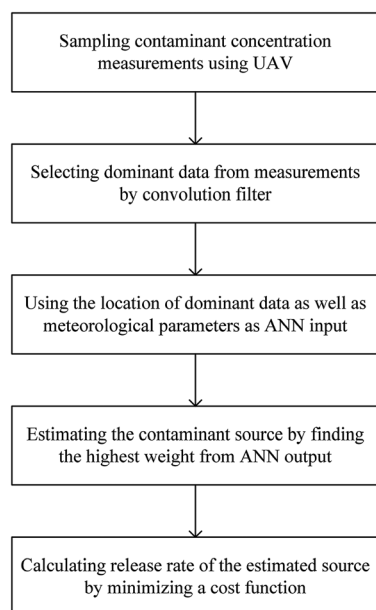 Sampling contaminant concentration
measurements using UAV
Selecting dominant data from measurements
by convolution filter
Using the location of dominant data as well as
meteorological parameters as ANN input
Estimating the contaminant source by finding
the highest weight from ANN output
Calculating release rate of the estimated source
by minimizing a cost function